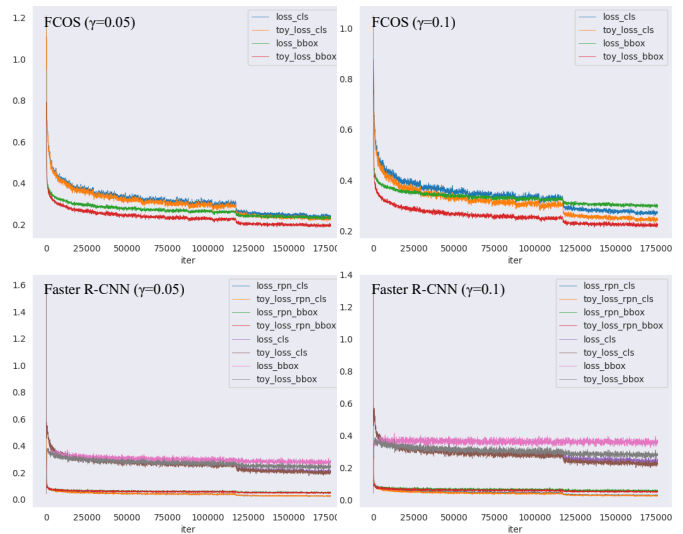 FCOS (γ=0.05)
loss_cls
toy_loss_cls
loss_bbox
toy_loss_bbox
1.2
1.0
0.8
0.6
0.4
0.2
0 25000 50000 75000 100000 125000 150000 17500
iter
FCOS (γ=0.1)
loss_cls
toy_loss_cls
loss_bbox
toy_loss_bbox
1.0
0.8
0.6
0.4
0.2
0 25000 50000 75000 100000 125000 150000 175000
iter
Faster R-CNN (γ=0.05)
loss_rpn_cls
toy_loss_rpn_cls
loss_rpn_bbox
toy_loss_rpn_bbox
loss_cls
toy_loss_cls
loss_bbox
toy_loss_bbox
1.6
1.4
1.2
1.0
0.8
0.6
0.4
0.2
0.0
0 25000 50000 75000 100000 125000 150000 17500
iter
Faster R-CNN (γ=0.1)
loss_rpn_cls
toy_loss_rpn_cls
loss_rpn_bbox
toy_loss_rpn_bbox
loss_cls
toy_loss_cls
loss_bbox
toy_loss_bbox
1.4
1.2
1.0
0.8
0.6
0.4
0.2
0.0
0 25000 50000 75000 100000 125000 150000 175000
iter